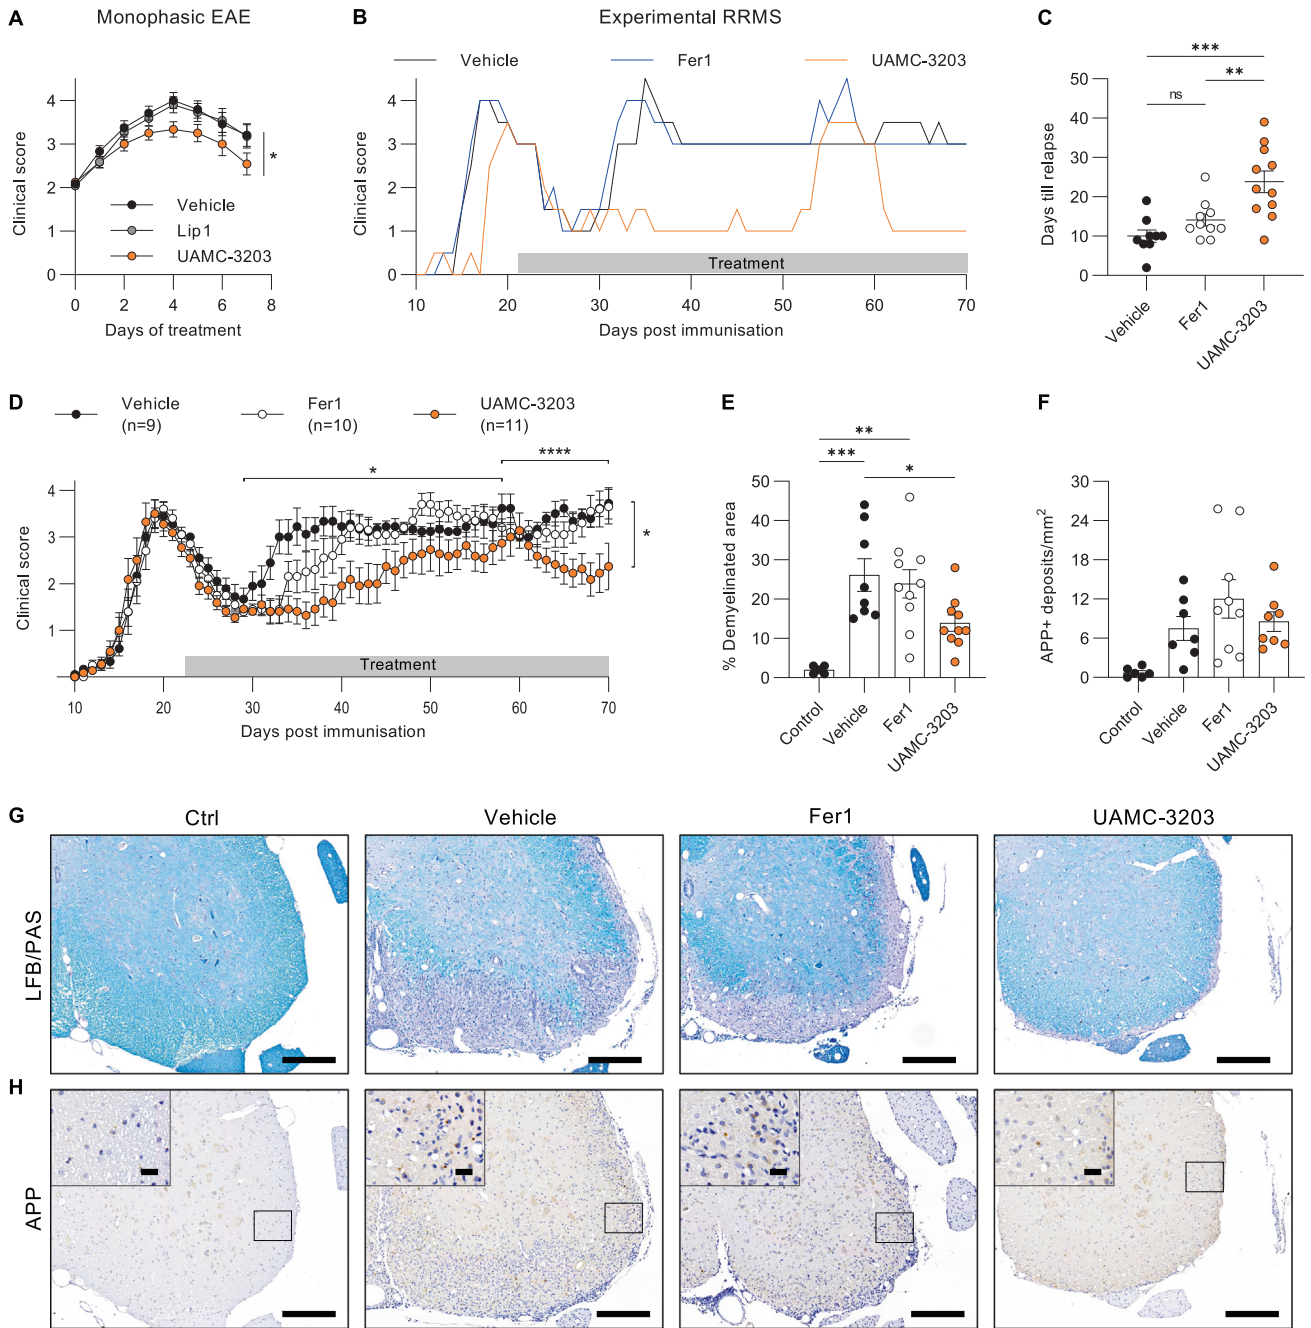 A
Monophasic EAE
Clinical score
4
3
2
1
0
Vehicle
Lip1
UAMC-3203
*
0 2 4 6 8
Days of treatment
B
Experimental RRMS
Vehicle Fer1 UAMC-3203
Clinical score
4
3
2
1
0
Treatment
10 20 30 40 50 60 70
Days post immunisation
C
***
**
ns
Days till relapse
50
40
30
20
10
0
Vehicle
Fer1
UAMC-3203
D
Vehicle
(n=9)
Fer1
(n=10)
UAMC-3203
(n=11)
****
*
*
Clinical score
4
3
2
1
Treatment
10 20 30 40 50 60 70
Days post immunisation
E
**
***
*
% Demyelinated area
50
40
30
20
10
0
Control
Vehicle
Fer1
UAMC-3203
F
APP+ deposits/mm²
30
24
18
12
6
0
Control
Vehicle
Fer1
UAMC-3203
G
Ctrl
Vehicle
Fer1
UAMC-3203
LFB/PAS
H
APP